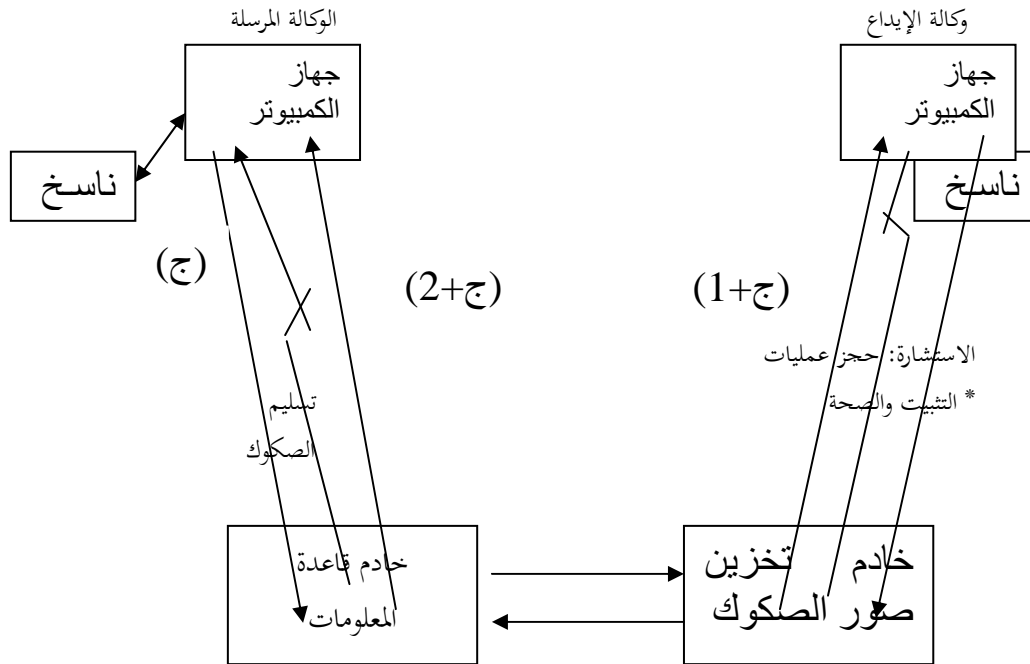 وكالة الإيداع
الوكالة المرسلة
جهاز
الكمبيوتر
جهاز
الكمبيوتر
ناسخ
ناسخ
(ج)
(ج+2)
(ج+1)
الاستشارة: حجز عمليات
* التثبيت والصحة
تسليم
الصكوك
خادم تخزين
صور الصكوك
خادم قاعدة
المعلومات